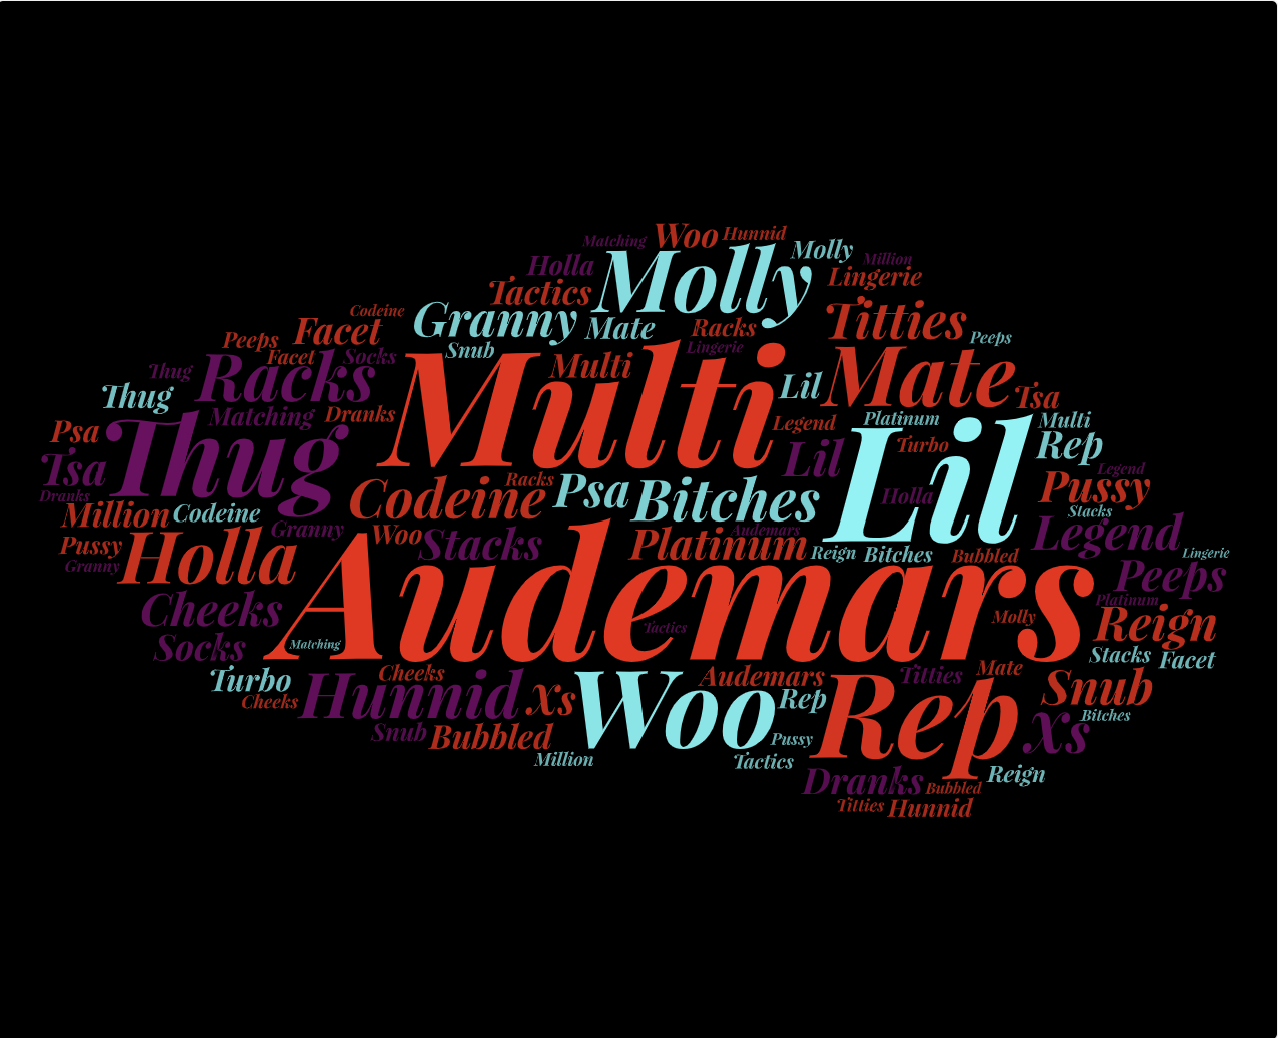 Woo Hunnid
Matching Molly Molly
Holla Million
Tactics Lingerie
Codeine Granny Mate Racks Titties
Peeps Facet Peeps
Facet Socks Snub Multi Lingerie
Thug Racks Multi Lil Mate
Thug Matching Dranks Legend Platinum Tsa
Psa Thug Lil Turbo Lil Rep Multi
Tsa Racks Legend
Dranks Codeine Psa Bitches Holla Pussy
Million Codeine Stacks
Granny Woo Stacks Audemars Legend
Pussy Holla Platinum Reign Bitches Bubbled Lingerie
Granny Audemars Peeps
Cheeks Platinum
Socks Matching Tactics Molly Reign
Stacks Facet
Turbo Cheeks Audemars Titties Mate
Cheeks Hunnid Xs Woo Rep Rep Snub
Snub Bubbled Pussy Xs Bitches
Million Tactics
Dranks Bubbled Reign
Titties Hunnid